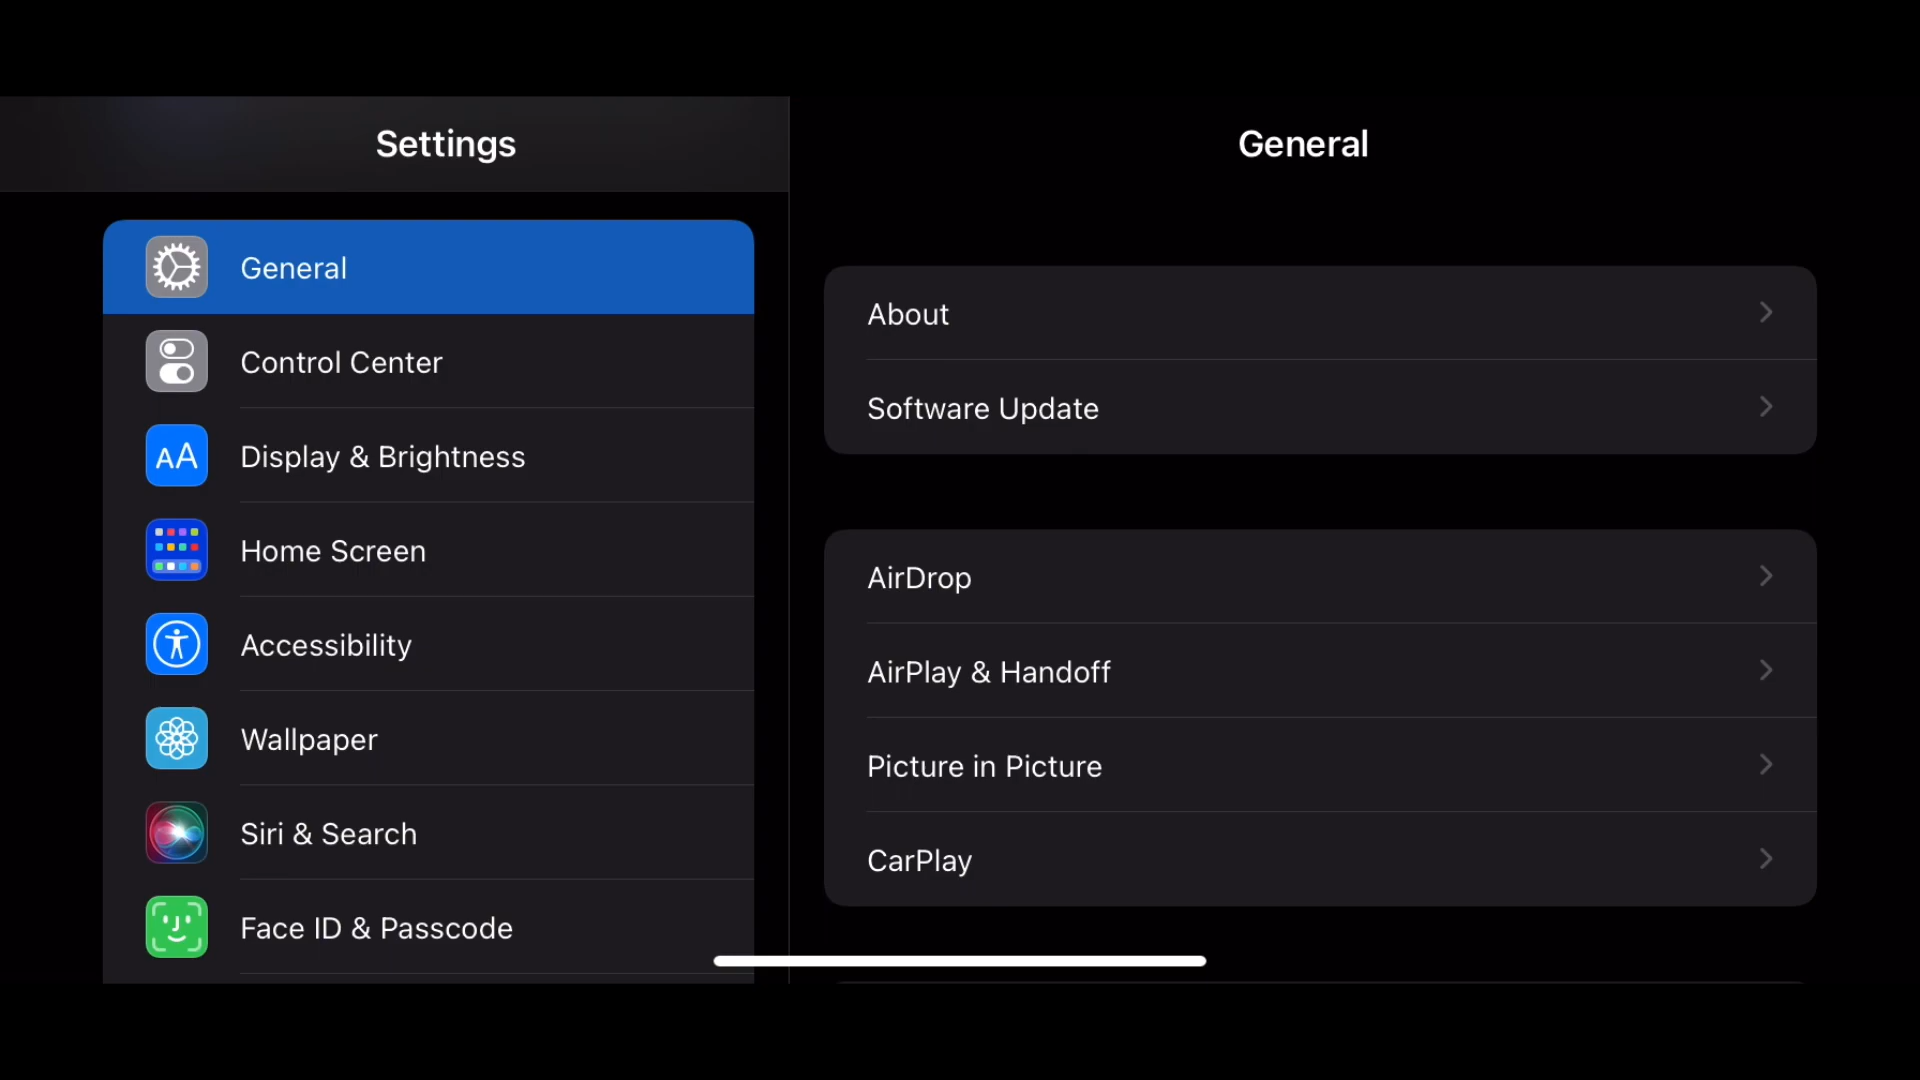 Settings
General
Control Center
AA
Display & Brightness
Home Screen
Accessibility
Wallpaper
Siri & Search
Face ID & Passcode
General
About
Software Update
AirDrop
AirPlay & Handoff
Picture in Picture
CarPlay